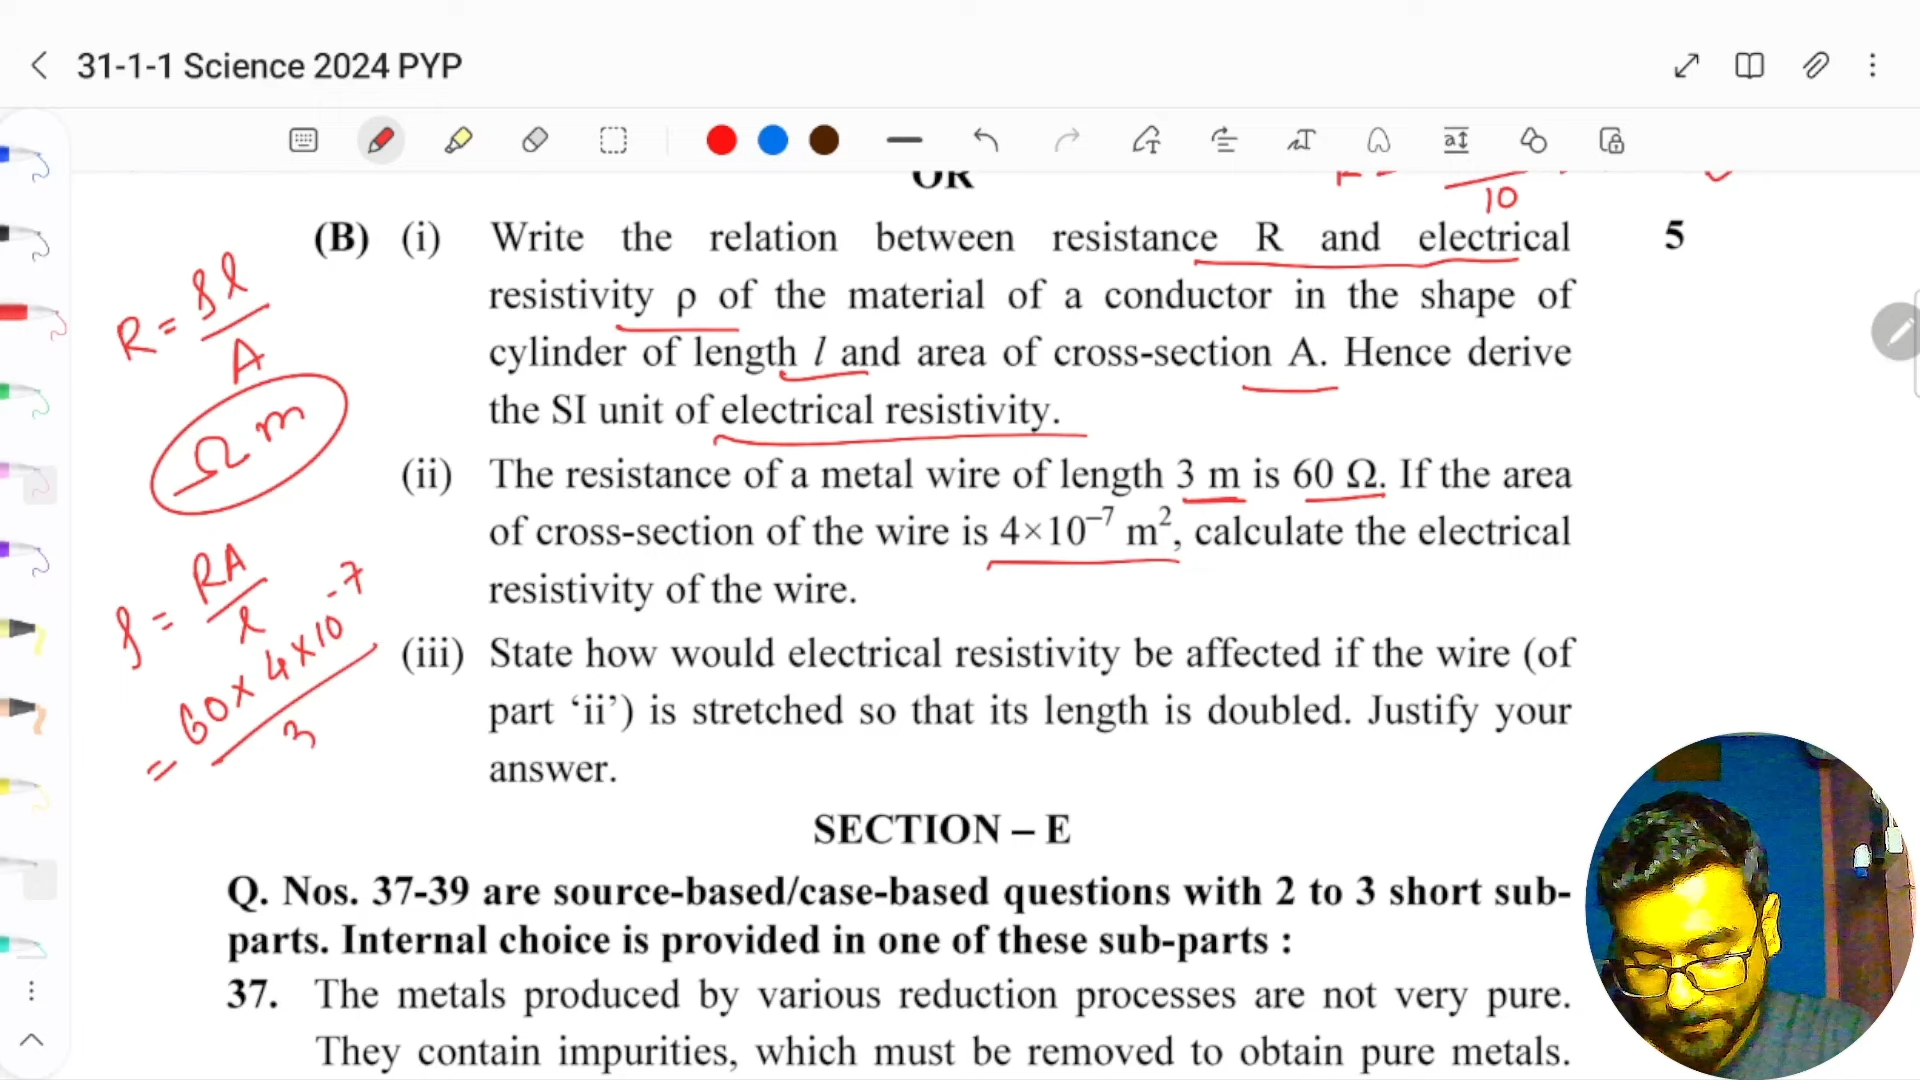 31-1-1 Science 2024 PYP
OR
10
(B) (i) Write the relation between resistance R and electrical 5
resistivity ρ of the material of a conductor in the shape of
cylinder of length l and area of cross-section A. Hence derive
the SI unit of electrical resistivity.
(ii) The resistance of a metal wire of length 3 m is 60 Ω. If the area
of cross-section of the wire is 4×10⁻⁷ m², calculate the electrical
resistivity of the wire.
(iii) State how would electrical resistivity be affected if the wire (of
part ‘ii’) is stretched so that its length is doubled. Justify your
answer.
R = ρl/A
Ω m
ρ = RA/l
= 60 × 4 × 10⁻⁷/3
SECTION – E
Q. Nos. 37-39 are source-based/case-based questions with 2 to 3 short sub-
parts. Internal choice is provided in one of these sub-parts :
37. The metals produced by various reduction processes are not very pure.
They contain impurities, which must be removed to obtain pure metals.